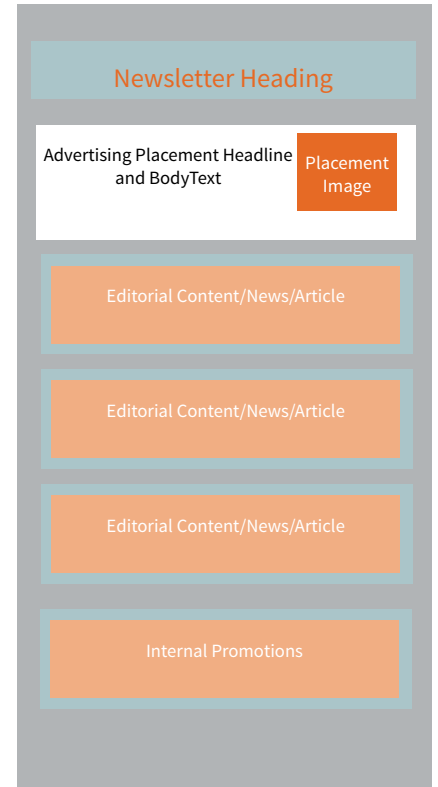 Newsletter Heading
Advertising Placement Headline
and BodyText
Placement
Image
Editorial Content/News/Article
Editorial Content/News/Article
Editorial Content/News/Article
Internal Promotions